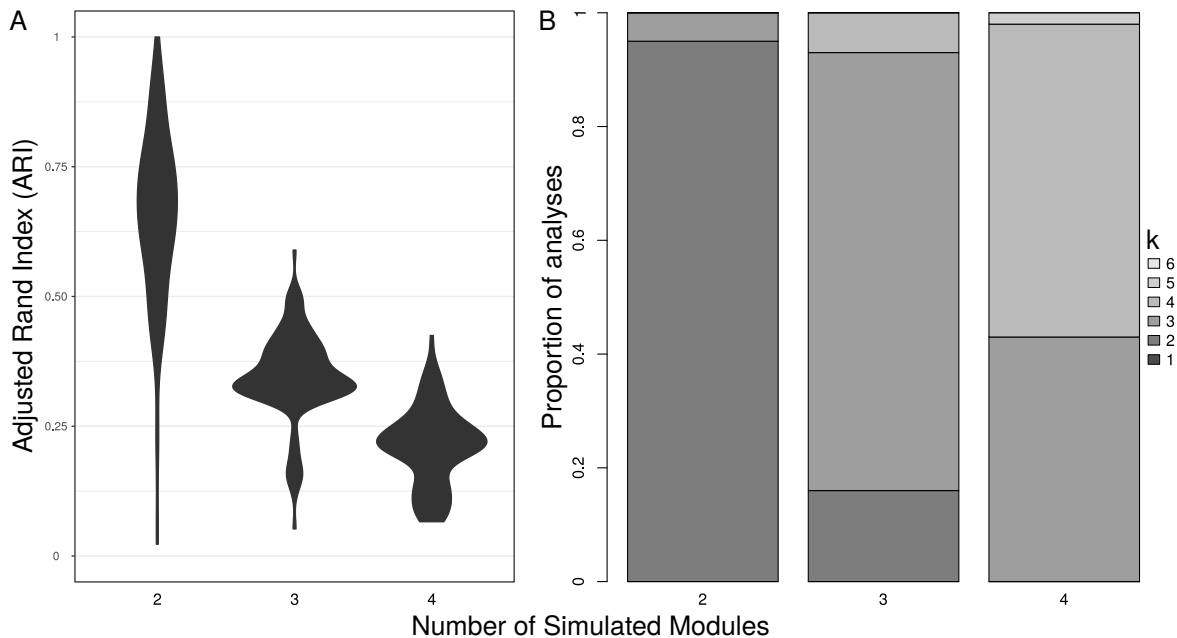 A
Adjusted Rand Index (ARI)
1
0.75
0.50
0.25
0
2 3 4
B
Proportion of analyses
1
0.8
0.6
0.4
0.2
0
2 3 4
k
6
5
4
3
2
1
Number of Simulated Modules